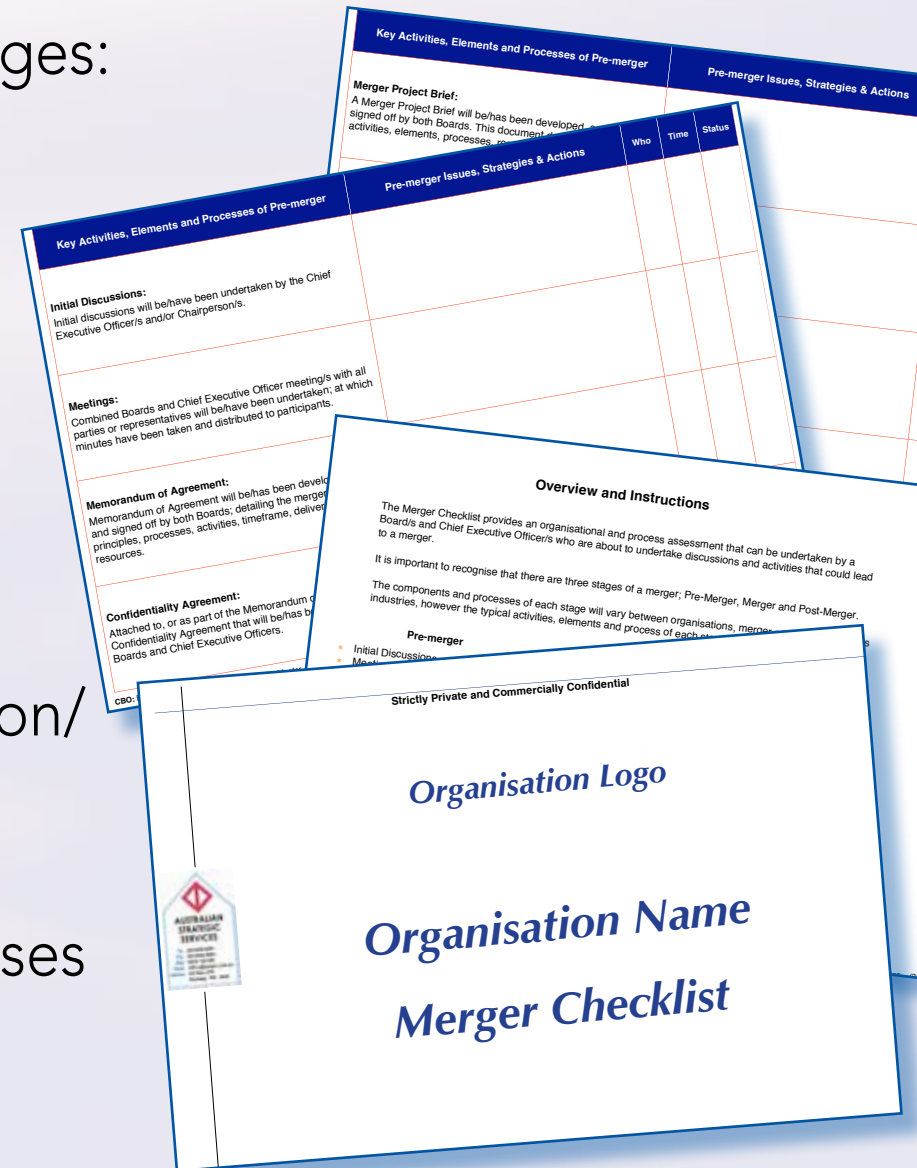 ges:
on/
ses
Key Activities, Elements and Processes of Pre-merger
Pre-merger Issues, Strategies & Actions
Merger Project Brief:
A Merger Project Brief will be/has been developed,
signed off by both Boards. This document
activities, elements, processes,
Key Activities, Elements and Processes of Pre-merger
Pre-merger Issues, Strategies & Actions
Who
Time
Status
Initial Discussions:
Initial discussions will be/have been undertaken by the Chief
Executive Officer/s and/or Chairperson/s.
Meetings:
Combined Boards and Chief Executive Officer meeting/s with all
parties or representatives will be/have been undertaken; at which
minutes have been taken and distributed to participants.
Memorandum of Agreement:
Memorandum of Agreement will be/has been develo
and signed off by both Boards; detailing the merger
principles, processes, activities, timeframe, deliver
resources.
Confidentiality Agreement:
Attached to, or as part of the Memorandum
Confidentiality Agreement that will be/has b
Boards and Chief Executive Officers.
CBO:
Overview and Instructions
The Merger Checklist provides an organisational and process assessment that can be undertaken by a
Board/s and Chief Executive Officer/s who are about to undertake discussions and activities that could lead
to a merger.
It is important to recognise that there are three stages of a merger; Pre-Merger, Merger and Post-Merger.
The components and processes of each stage will vary between organisations, merger
industries, however the typical activities, elements and process of each
Pre-merger
Initial Discussions
Strictly Private and Commercially Confidential
Organisation Logo
AUSTRALIAN
STRATEGIC
SERVICES
Organisation Name
Merger Checklist